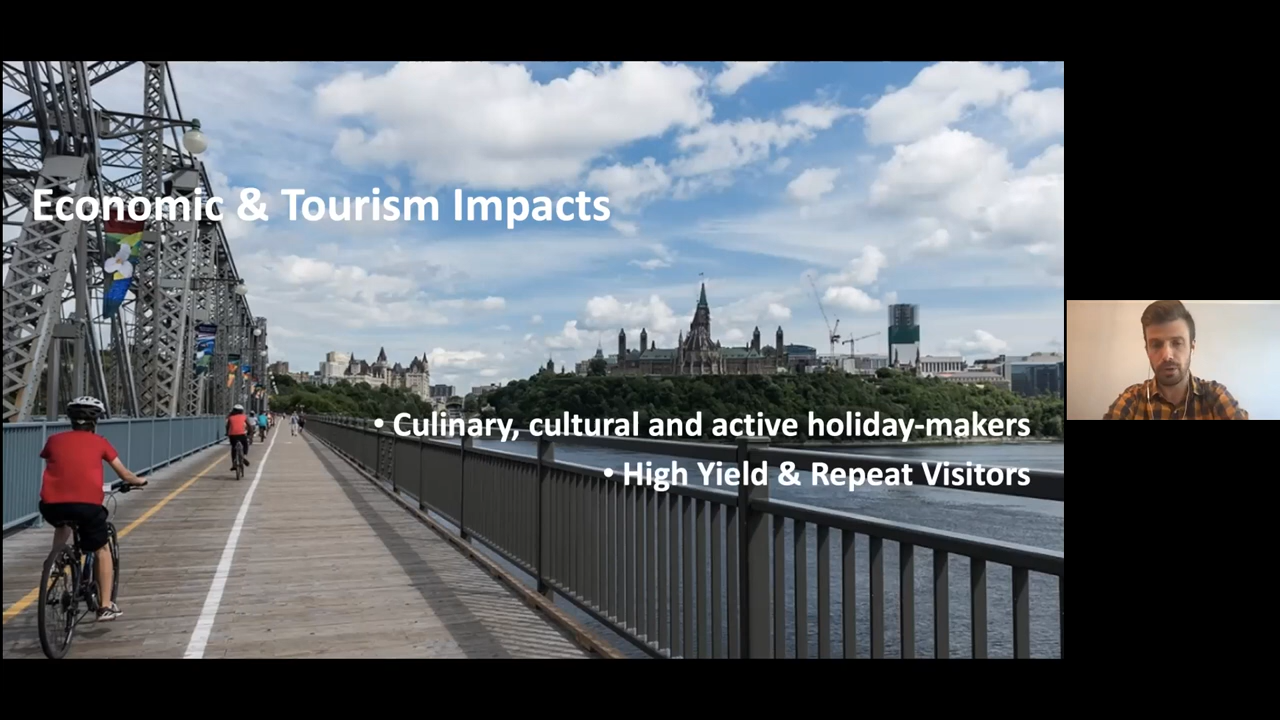 Economic & Tourism Impacts
• Culinary, cultural and active holiday-makers
• High Yield & Repeat Visitors